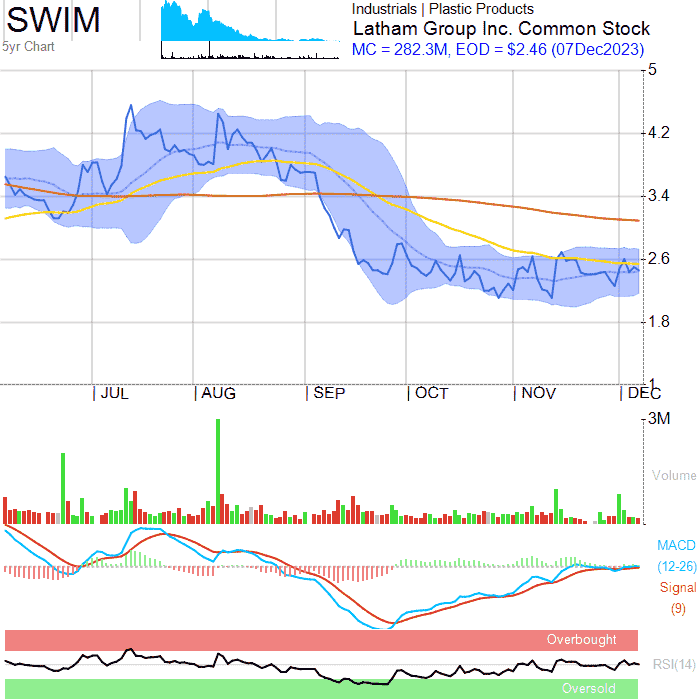 SWIM
5yr Chart
Industrials | Plastic Products
Latham Group Inc. Common Stock
MC = 282.3M, EOD = $2.46 (07Dec2023)
5
4.2
3.4
2.6
1.8
1
JUL AUG SEP OCT NOV DEC
3M
Volume
MACD
(12-26)
Signal
(9)
Overbought
RSI(14)
Oversold